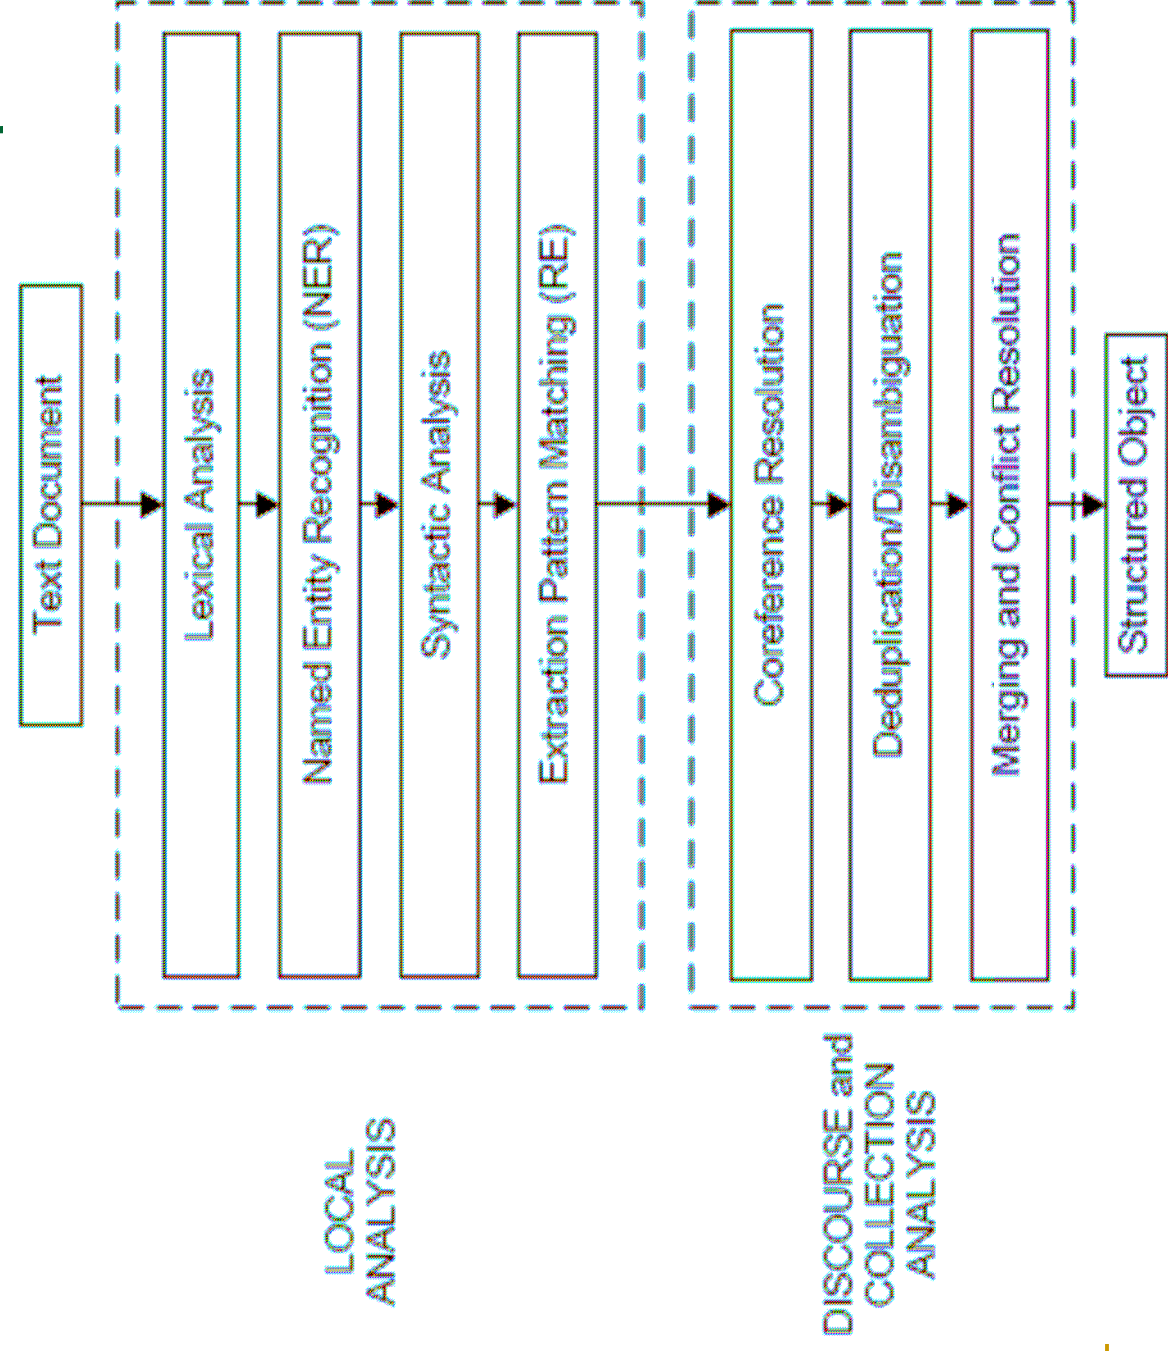 Text Document
LOCAL
ANALYSIS
Lexical Analysis
Named Entity Recognition (NER)
Syntactic Analysis
Extraction Pattern Matching (RE)
DISCOURSE and
COLLECTION
ANALYSIS
Coreference Resolution
Deduplication/Disambiguation
Merging and Conflict Resolution
Structured Object